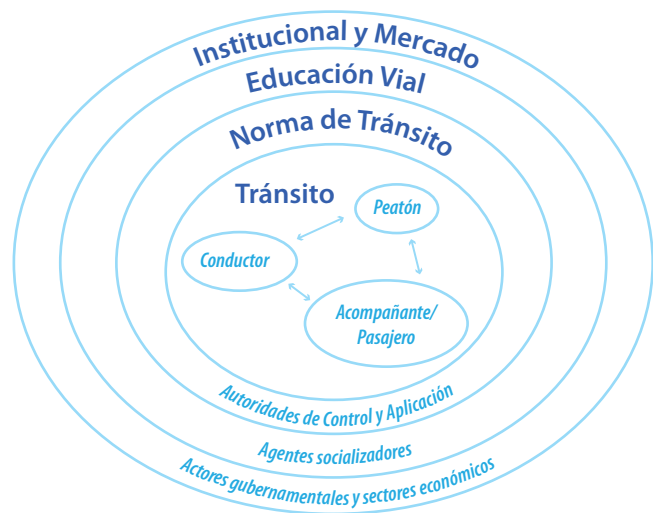 Institucional y Mercado
Educación Vial
Norma de Tránsito
Tránsito
Peatón
Conductor
Acompañante/
Pasajero
Autoridades de Control y Aplicación
Agentes socializadores
Actores gubernamentales y sectores económicos